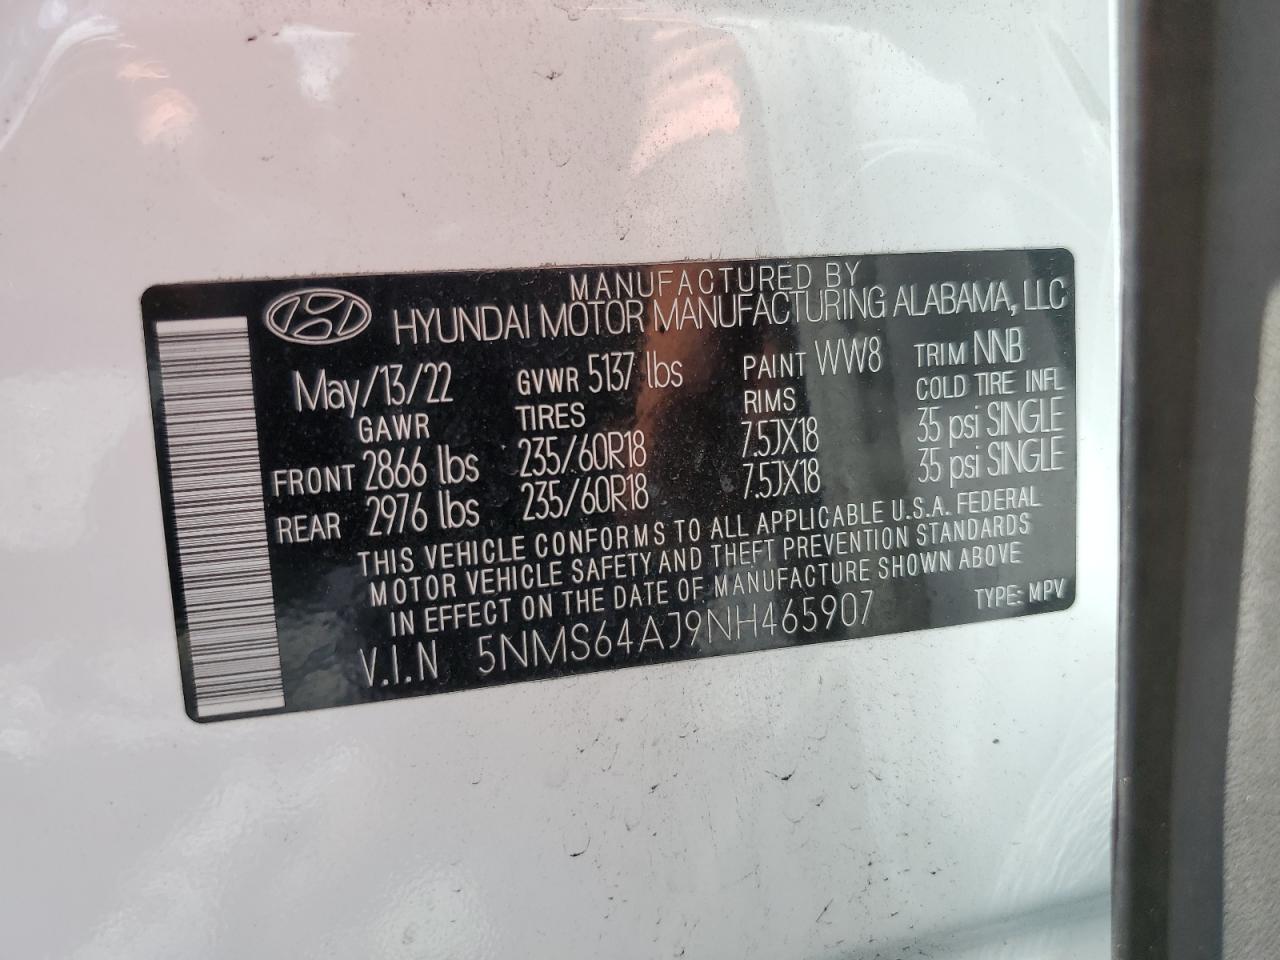 MANUFACTURED BY
HYUNDAI MOTOR MANUFACTURING ALABAMA, LLC
May/13/22 GVWR 5137 lbs PAINT WW8 TRIM NNB
GAWR TIRES RIMS COLD TIRE INFL
FRONT 2866 lbs 235/60R18 7.5JX18 35 psi SINGLE
REAR 2976 lbs 235/60R18 7.5JX18 35 psi SINGLE
THIS VEHICLE CONFORMS TO ALL APPLICABLE U.S.A. FEDERAL
MOTOR VEHICLE SAFETY AND THEFT PREVENTION STANDARDS
IN EFFECT ON THE DATE OF MANUFACTURE SHOWN ABOVE
V.I.N 5NMS64AJ9NH465907 TYPE: MPV